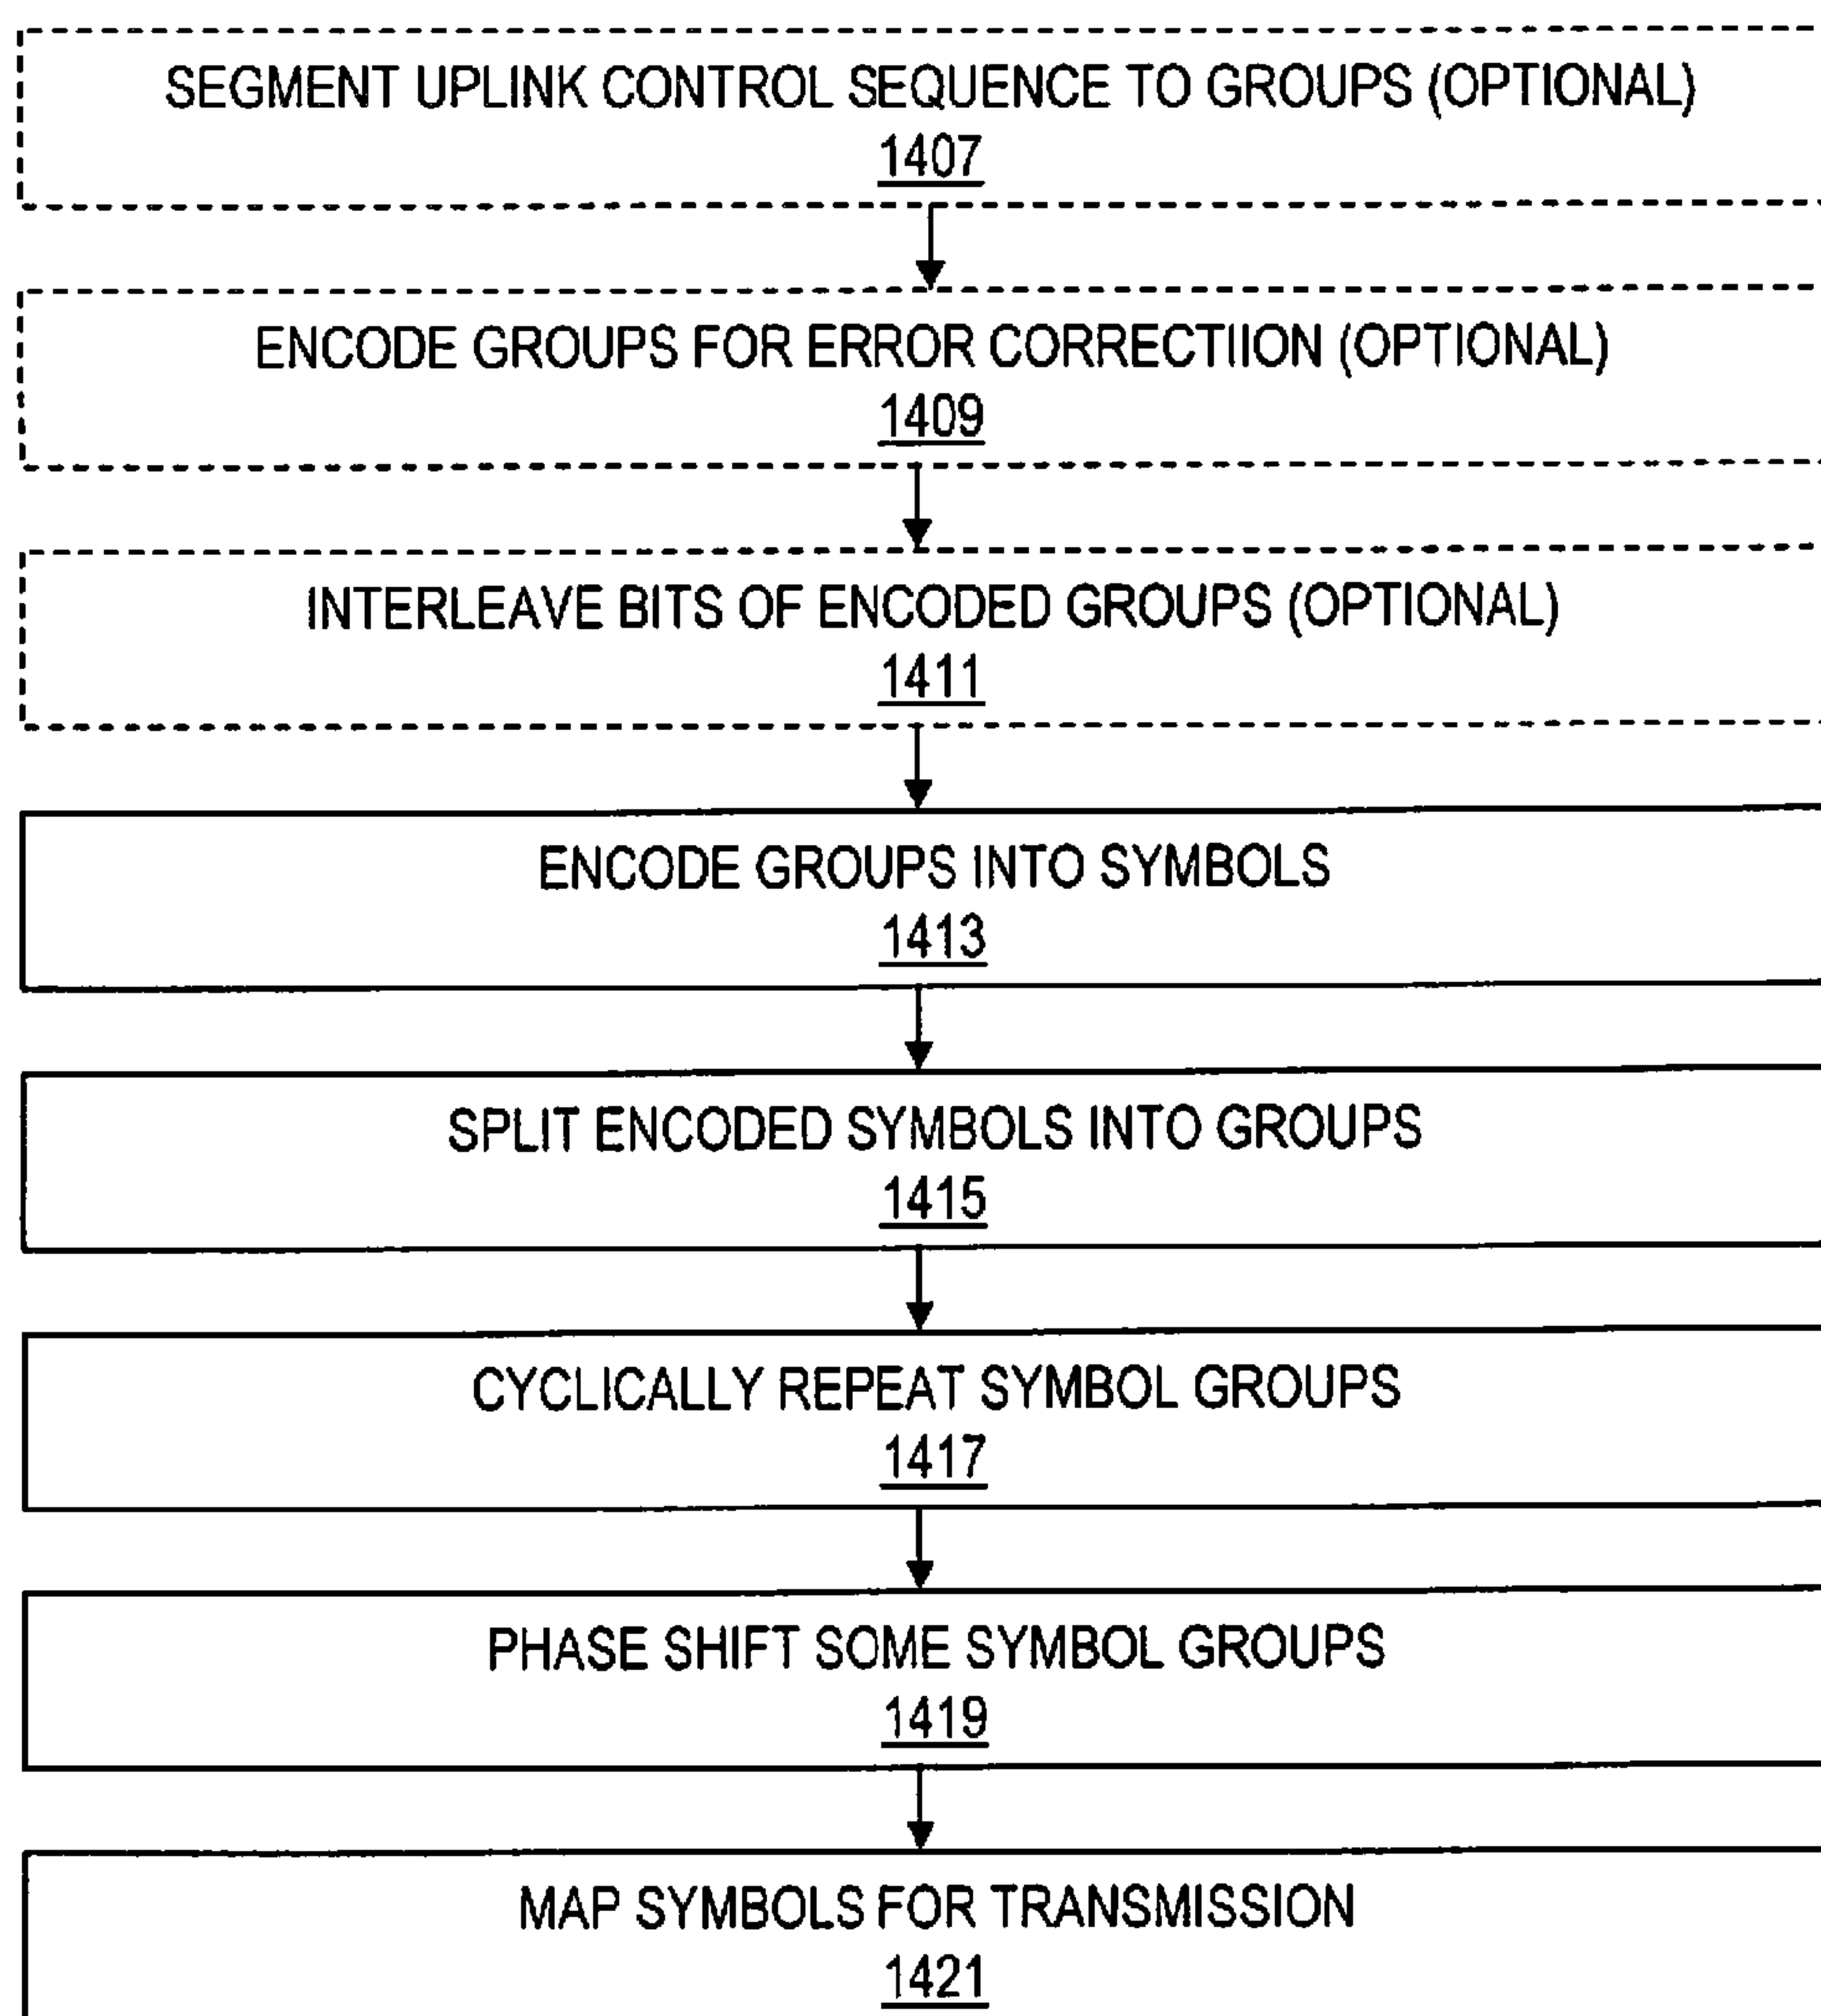 SEGMENT UPLINK CONTROL SEQUENCE TO GROUPS (OPTIONAL)
1407
ENCODE GROUPS FOR ERROR CORRECTIION (OPTIONAL)
1409
INTERLEAVE BITS OF ENCODED GROUPS (OPTIONAL)
1411
ENCODE GROUPS INTO SYMBOLS
1413
SPLIT ENCODED SYMBOLS INTO GROUPS
1415
CYCLICALLY REPEAT SYMBOL GROUPS
1417
PHASE SHIFT SOME SYMBOL GROUPS
1419
MAP SYMBOLS FOR TRANSMISSION
1421